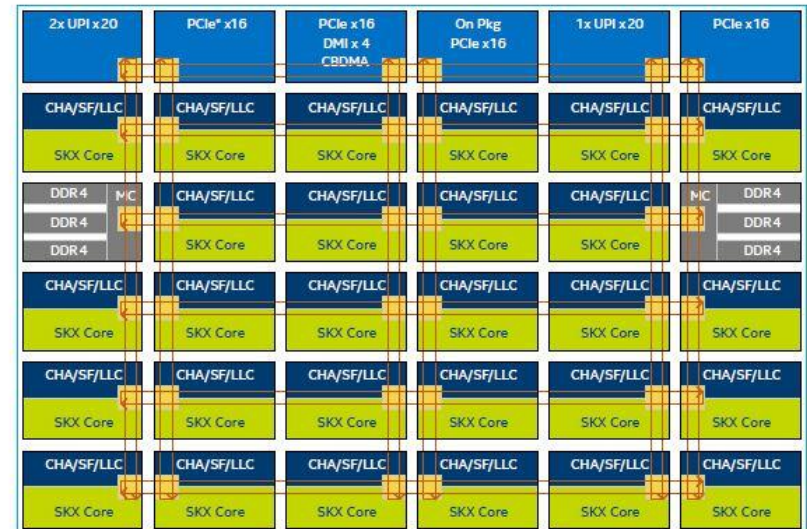 2x UPI x20
PCIe* x16
PCIe x16
DMI x 4
CBDMA
On Pkg
PCIe x16
1x UPI x20
PCIe x16
CHA/SF/LLC
CHA/SF/LLC
CHA/SF/LLC
CHA/SF/LLC
CHA/SF/LLC
CHA/SF/LLC
SKX Core
SKX Core
SKX Core
SKX Core
SKX Core
SKX Core
DDR4
MC
DDR4
DDR4
CHA/SF/LLC
CHA/SF/LLC
CHA/SF/LLC
CHA/SF/LLC
SKX Core
SKX Core
SKX Core
SKX Core
MC
DDR4
DDR4
DDR4
CHA/SF/LLC
CHA/SF/LLC
CHA/SF/LLC
CHA/SF/LLC
CHA/SF/LLC
CHA/SF/LLC
SKX Core
SKX Core
SKX Core
SKX Core
SKX Core
SKX Core
CHA/SF/LLC
CHA/SF/LLC
CHA/SF/LLC
CHA/SF/LLC
CHA/SF/LLC
CHA/SF/LLC
SKX Core
SKX Core
SKX Core
SKX Core
SKX Core
SKX Core
CHA/SF/LLC
CHA/SF/LLC
CHA/SF/LLC
CHA/SF/LLC
CHA/SF/LLC
CHA/SF/LLC
SKX Core
SKX Core
SKX Core
SKX Core
SKX Core
SKX Core